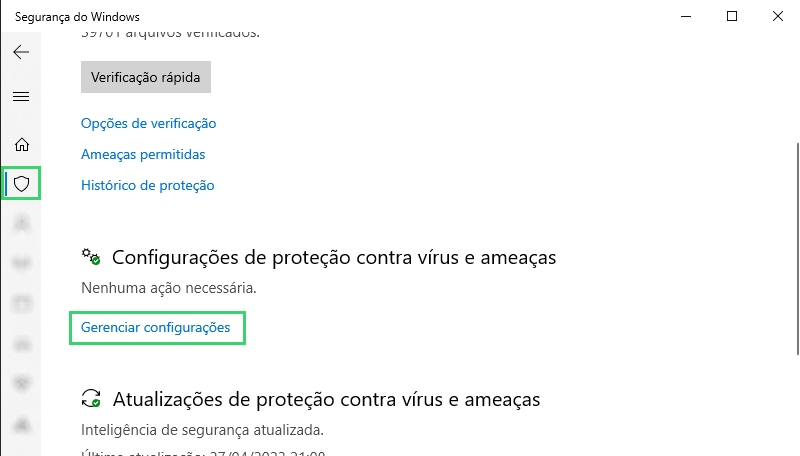 Segurança do Windows
39701 arquivos verificados.
Verificação rápida
Opções de verificação
Ameaças permitidas
Histórico de proteção
Configurações de proteção contra vírus e ameaças
Nenhuma ação necessária.
Gerenciar configurações
Atualizações de proteção contra vírus e ameaças
Inteligência de segurança atualizada.
Última atualização: 27/04/2022